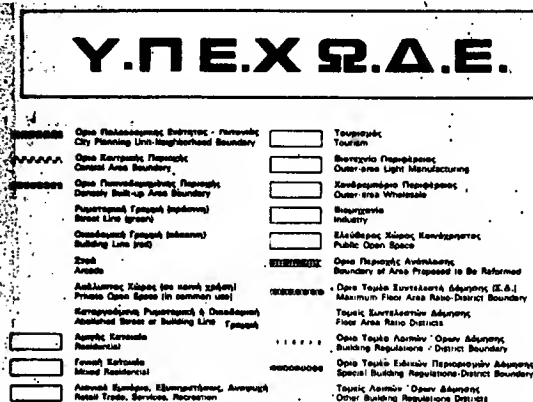 Υ.Π Ε.Χ Ω.Δ.Ε.
Όριο Πολεοδομικής Ενότητας - Γειτονιάς
City Planning Unit-Neighborhood Boundary
Όριο Κεντρικής Περιοχής
Central Area Boundary
Όριο Πυκνοδομημένης Περιοχής
Densely Built-up Area Boundary
Ρυμοτομική Γραμμή (πράσινη)
Street Line (green)
Οικοδομική Γραμμή (κόκκινη)
Building Line (red)
Στοά
Arcade
Ακάλυπτος Χώρος (σε κοινή χρήση)
Private Open Space (in common use)
Καταργούμενη Ρυμοτομική ή Οικοδομική Γραμμή
Abolished Street or Building Line
Αμιγής Κατοικία
Residential
Γενική Κατοικία
Mixed Residential
Λιανικό Εμπόριο, Εξυπηρετήσεις, Αναψυχή
Retail Trade, Services, Recreation
Τουρισμός
Tourism
Βιοτεχνία Περιφέρειας
Outer-area Light Manufacturing
Χονδρεμπόριο Περιφέρειας
Outer-area Wholesale
Βιομηχανία
Industry
Ελεύθερος Χώρος Κοινόχρηστος
Public Open Space
Όριο Περιοχής Ανάπλασης
Boundary of Area Proposed to Be Reformed
Όριο Τομέα Συντελεστή Δόμησης (Σ.Δ.)
Maximum Floor Area Ratio-District Boundary
Τομείς Συντελεστών Δόμησης
Floor Area Ratio Districts
Όριο Τομέα Λοιπών Όρων Δόμησης
Building Regulations - District Boundary
Όριο Τομέα Ειδικών Περιορισμών Δόμησης
Special Building Regulations-District Boundary
Τομείς Λοιπών Όρων Δόμησης
Other Building Regulations Districts